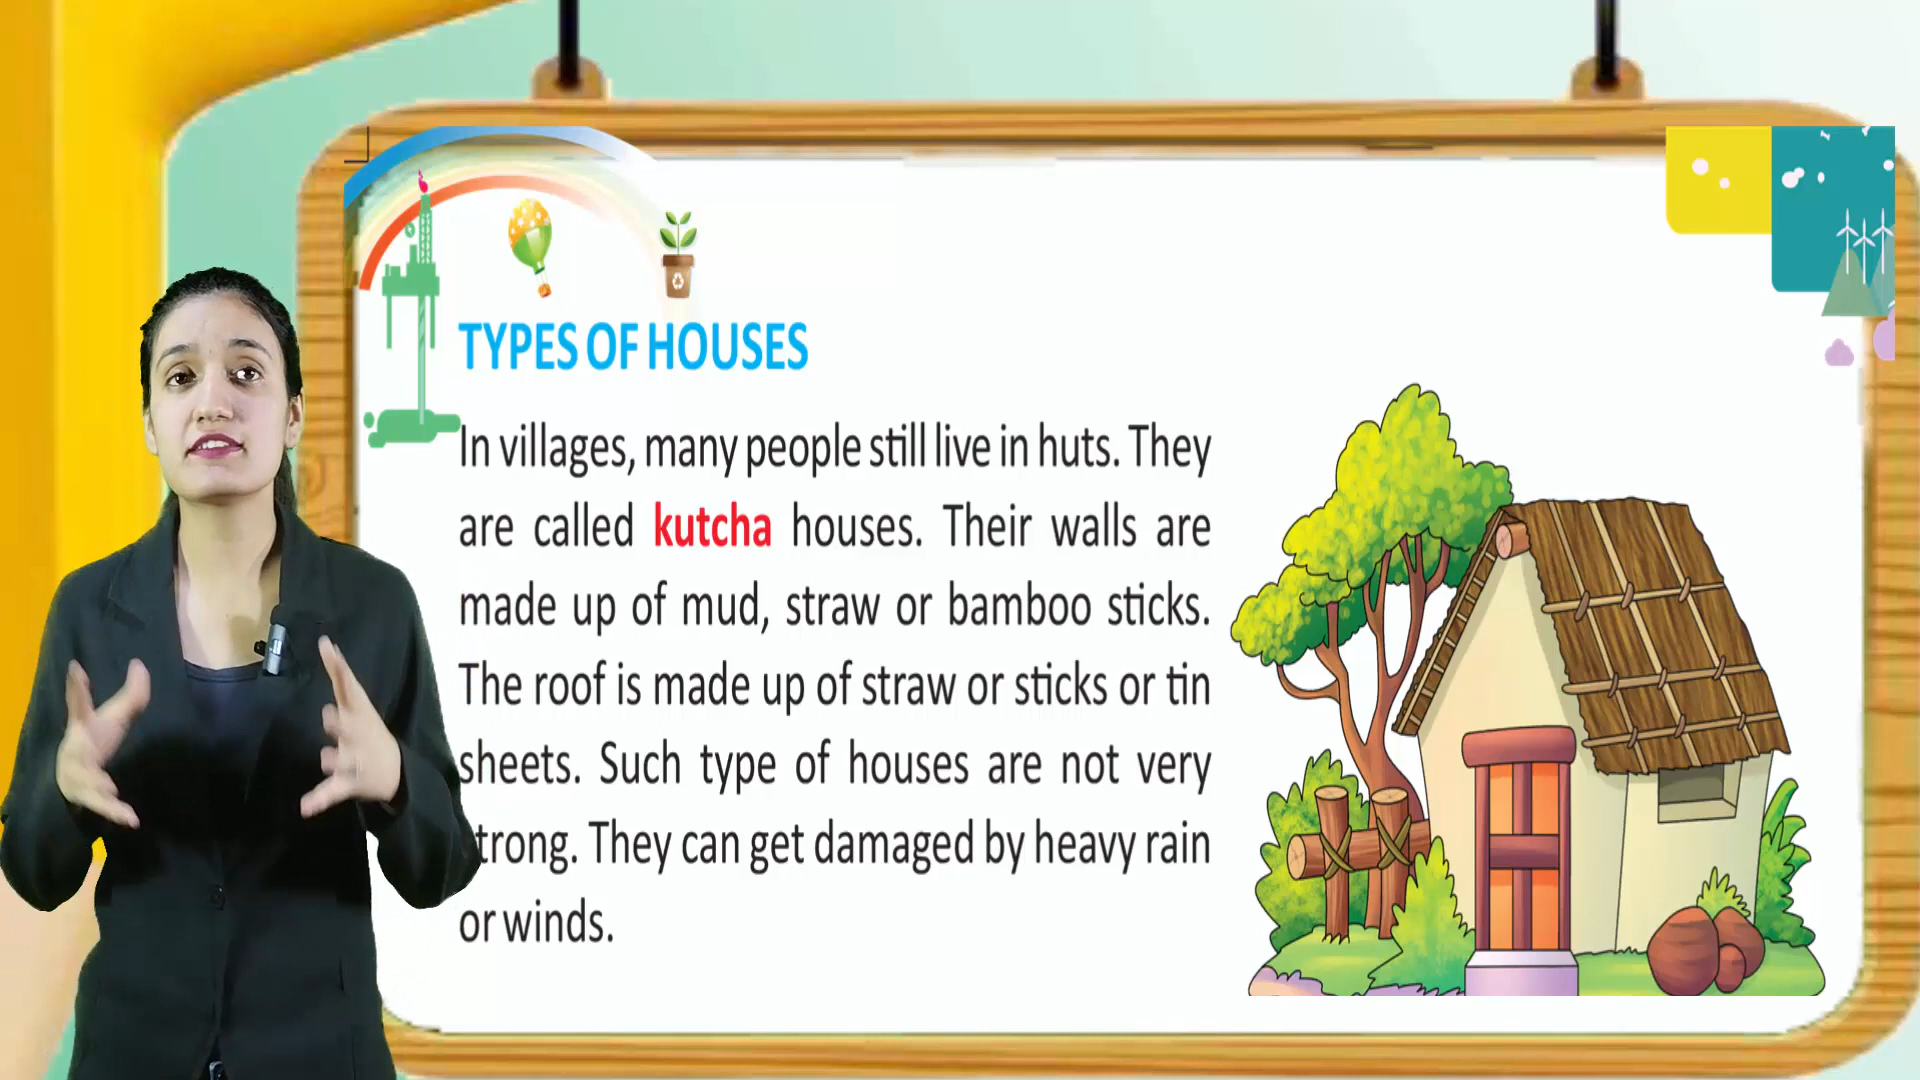 TYPES OF HOUSES
In villages, many people still live in huts. They
are called kutcha houses. Their walls are
made up of mud, straw or bamboo sticks.
The roof is made up of straw or sticks or tin
sheets. Such type of houses are not very
strong. They can get damaged by heavy rain
or winds.